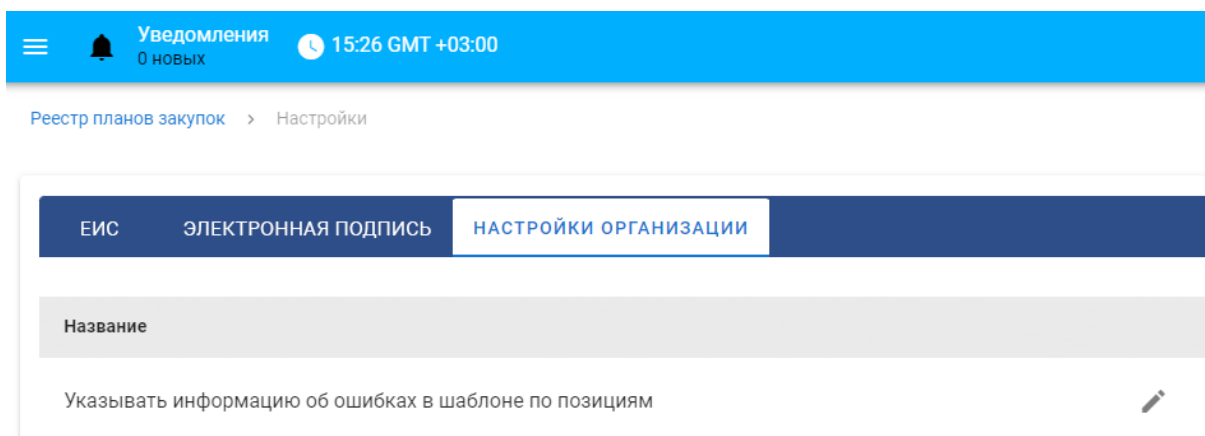 Уведомления
0 новых
15:26 GMT +03:00
Реестр планов закупок > Настройки
ЕИС ЭЛЕКТРОННАЯ ПОДПИСЬ НАСТРОЙКИ ОРГАНИЗАЦИИ
Название
Указывать информацию об ошибках в шаблоне по позициям